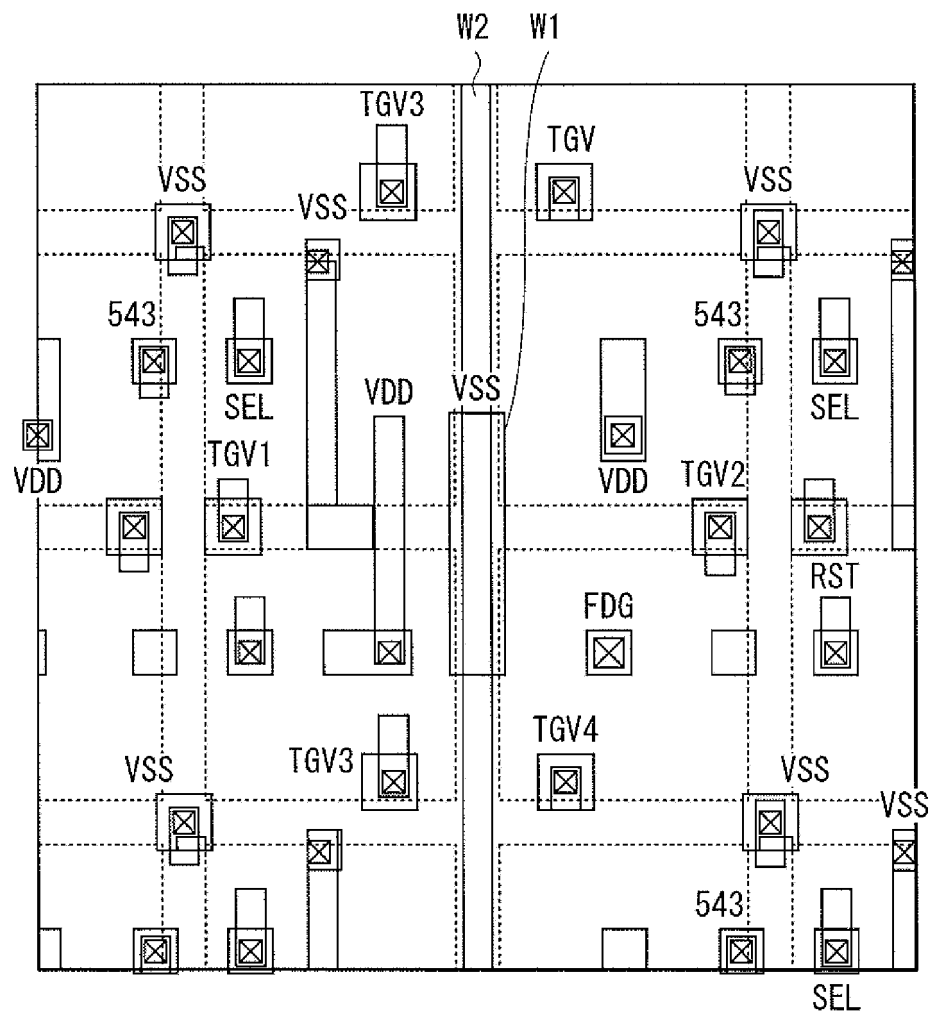 W2 W1
TGV3
TGV
VSS
VSS
VSS
543
543
SEL
VDD
VSS
SEL
VDD
TGV1
VDD
TGV2
RST
FDG
TGV3
TGV4
VSS
VSS
VSS
543
SEL